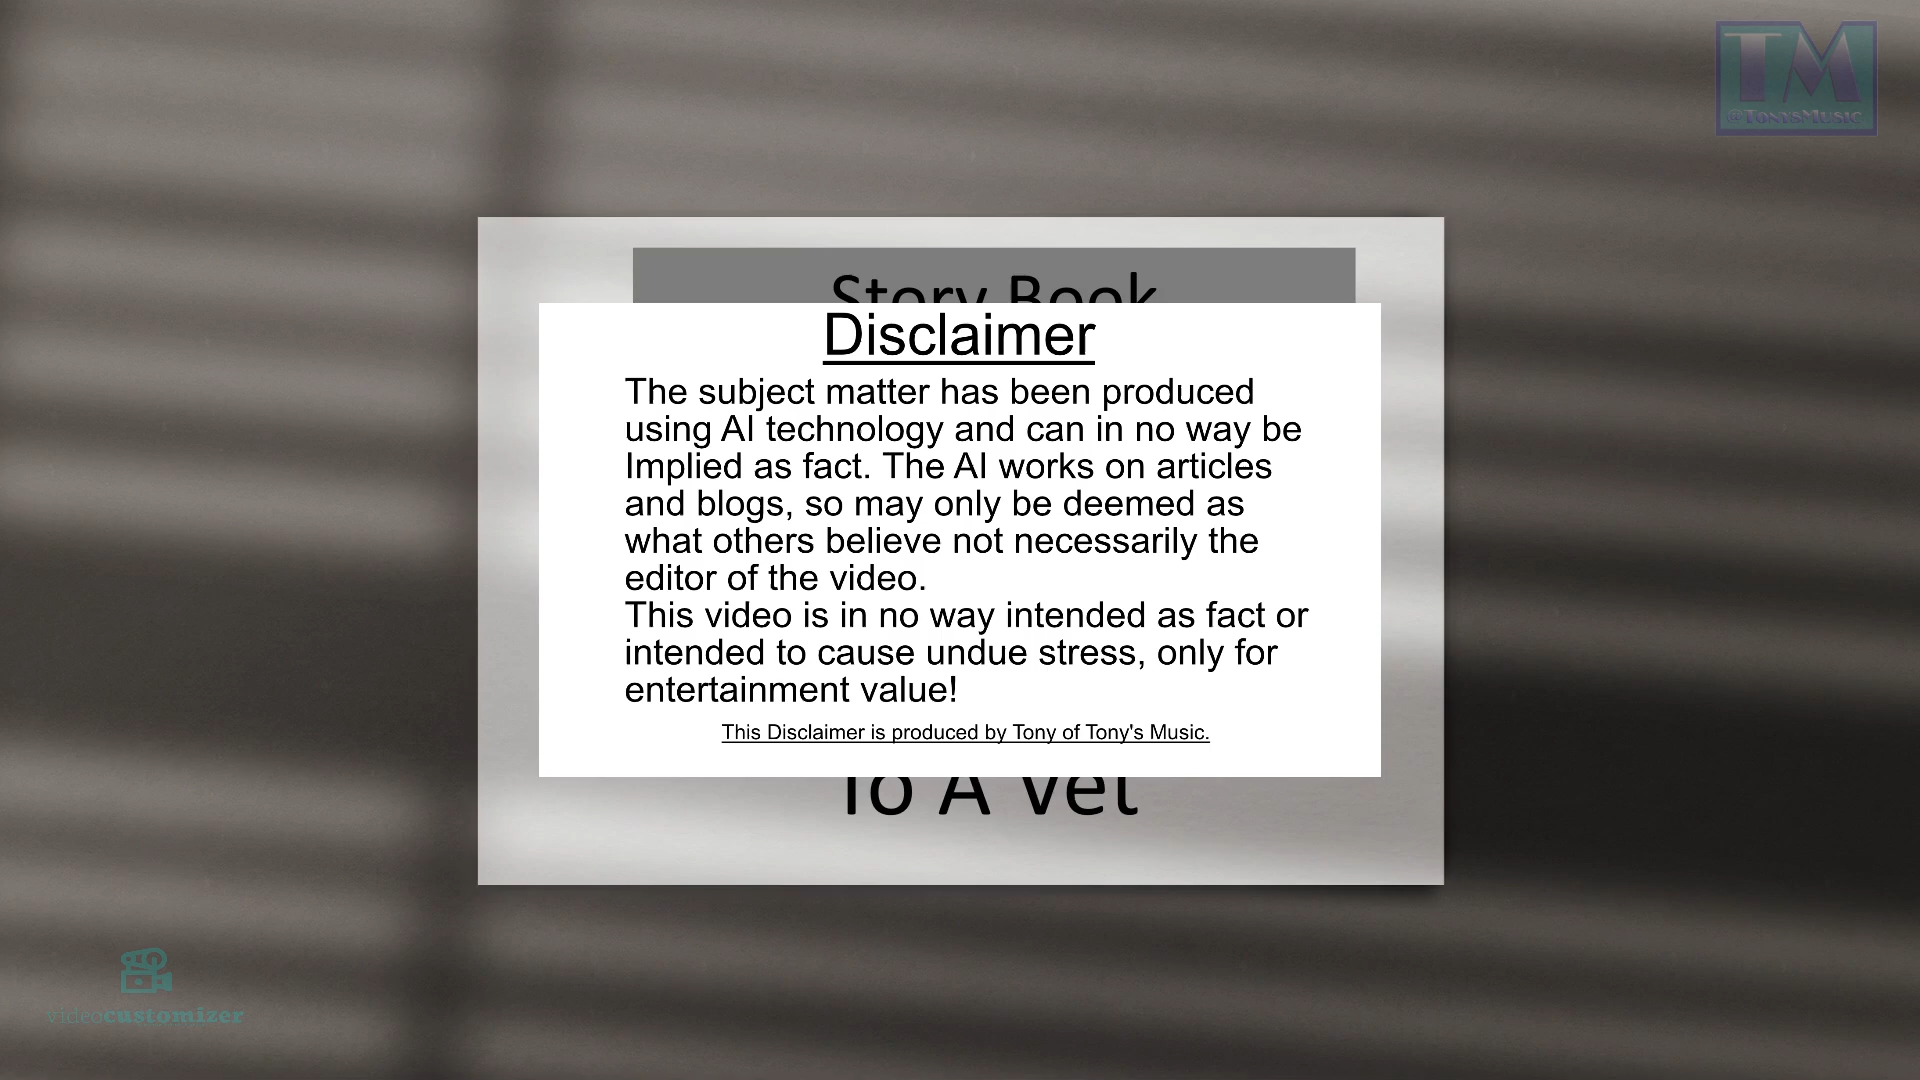 TM
@TONYSMUSIC
Story Book
Disclaimer
The subject matter has been produced
using AI technology and can in no way be
Implied as fact. The AI works on articles
and blogs, so may only be deemed as
what others believe not necessarily the
editor of the video.
This video is in no way intended as fact or
intended to cause undue stress, only for
entertainment value!
This Disclaimer is produced by Tony of Tony's Music.
To A Vet
videocustomizer